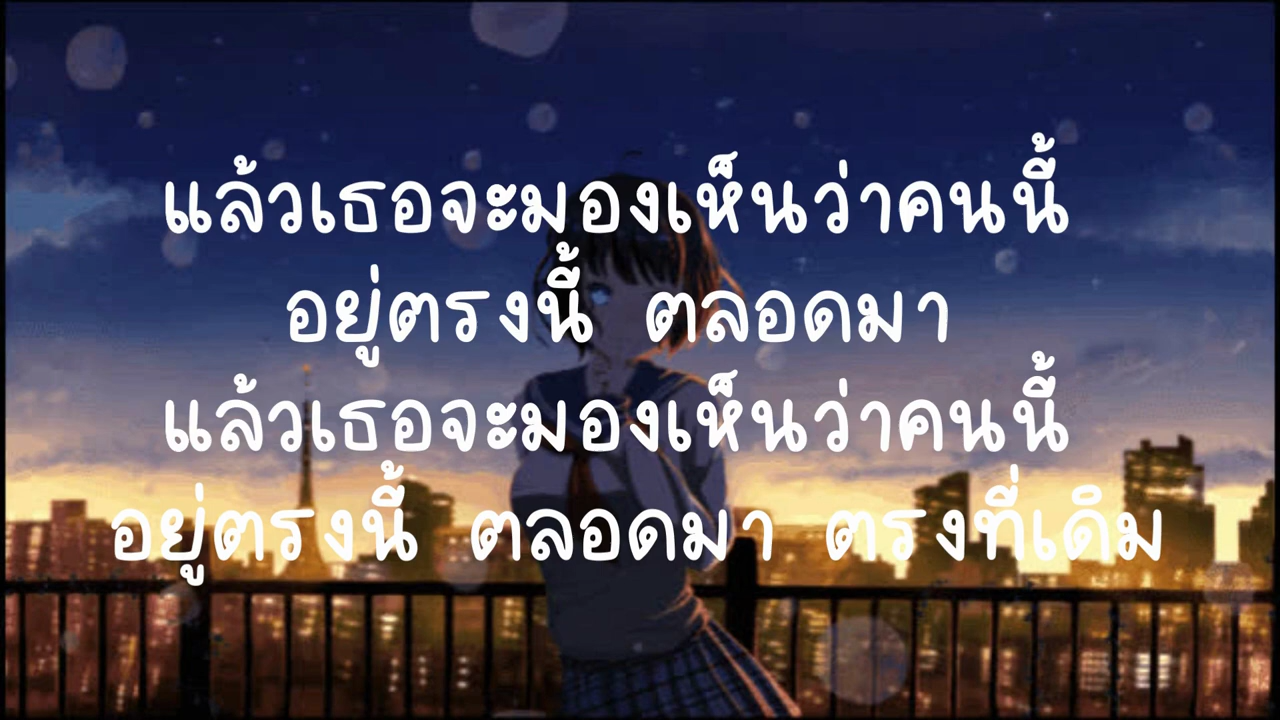 แล้วเธอจะมองเห็นว่าคนนี้
อยู่ตรงนี้ ตลอดมา
แล้วเธอจะมองเห็นว่าคนนี้
อยู่ตรงนี้ ตลอดมา ตรงที่เดิม